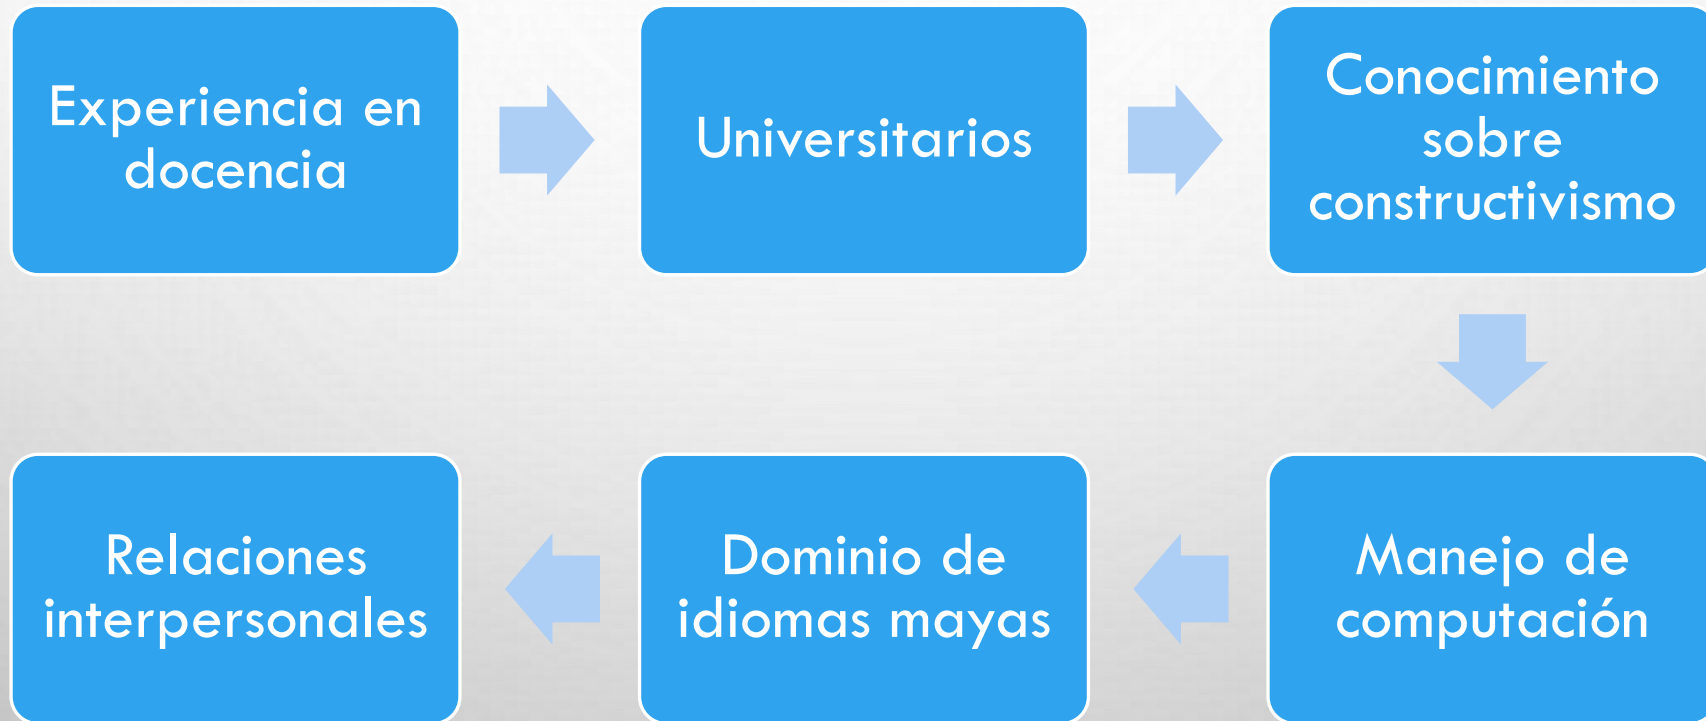 Experiencia en
docencia
Universitarios
Conocimiento
sobre
constructivismo
Manejo de
computación
Dominio de
idiomas mayas
Relaciones
interpersonales